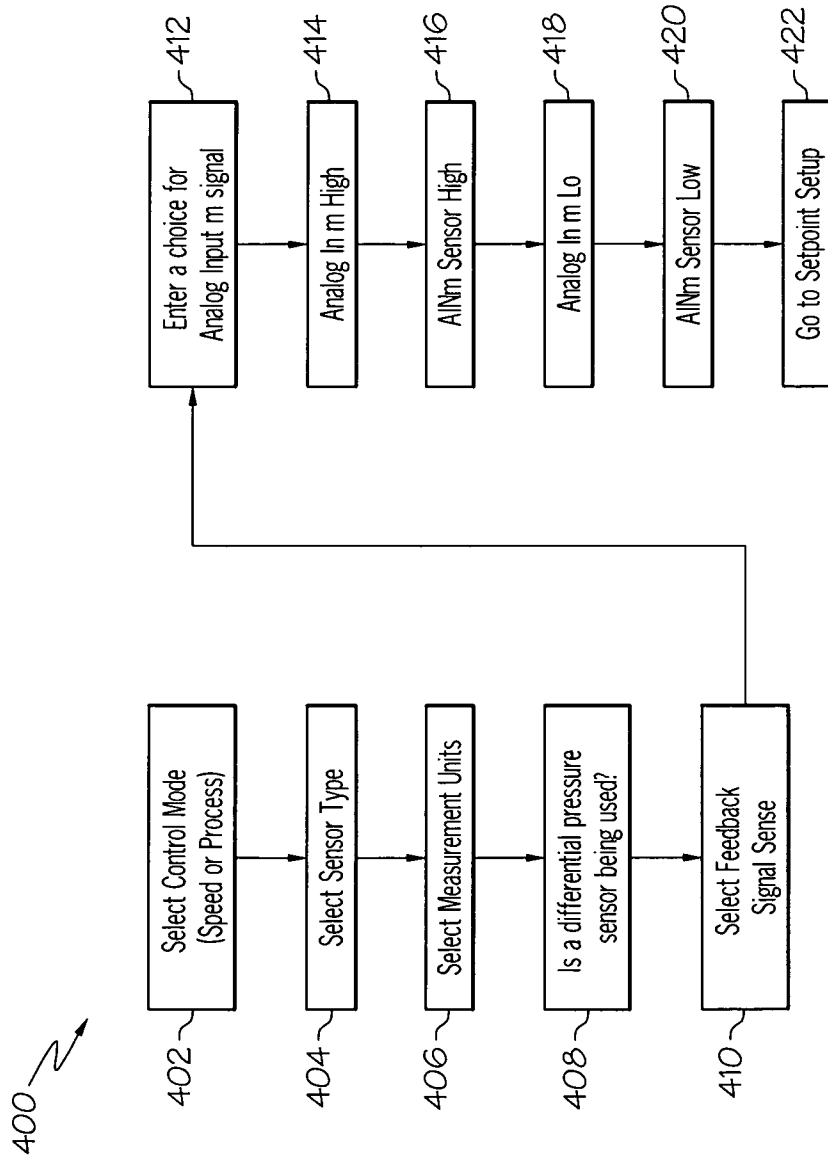 400
402
Select Control Mode
(Speed or Process)
404
Select Sensor Type
406
Select Measurement Units
408
Is a differential pressure
sensor being used?
410
Select Feedback
Signal Sense
412
Enter a choice for
Analog Input m signal
414
Analog In m High
416
AINm Sensor High
418
Analog In m Lo
420
AINm Sensor Low
422
Go to Setpoint Setup